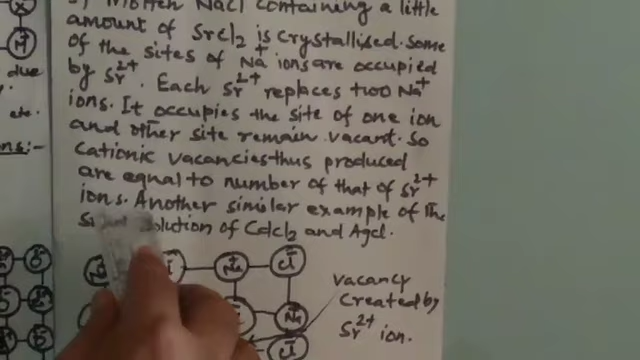 Molten NaCl containing a little
amount of SrCl2 is crystallised. Some
of the sites of Na+ ions are occupied
by Sr2+. Each Sr2+ replaces two Na+
ions. It occupies the site of one ion
and other site remain vacant. So
cationic vacancies thus produced
are equal to number of that of Sr2+
ions. Another similar example of the
solution of CdCl2 and AgCl.
Na+ Cl-
Na+
Cl-
vacancy
created by
Sr2+ ion.
due
etc.